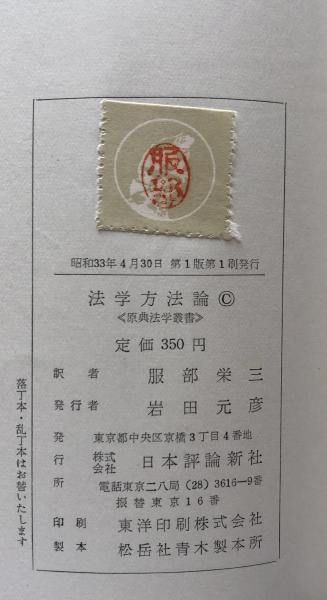 昭和33年4月30日 第1版第1刷発行
法学方法論 ©
≪原典法学叢書≫
定価 350円
訳者 服部栄三
発行者 岩田元彦
発 東京都中央区京橋3丁目4番地
行 株式会社 日本評論新社
所 電話東京二八局 (28) 3616-9番
振替東京16番
印刷 東洋印刷株式会社
製本 松岳社青木製本所
落丁本・乱丁本はお替いたします